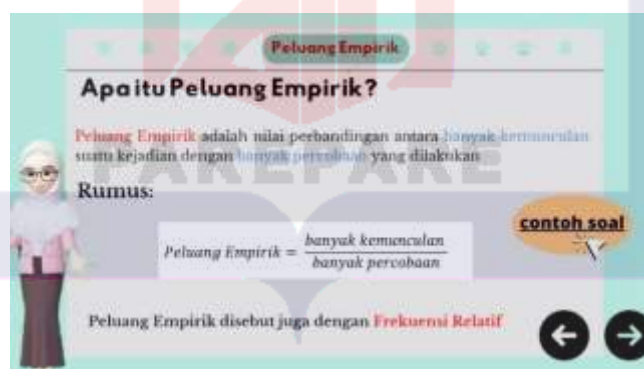 Peluang Empirik
Apa itu Peluang Empirik?
Peluang Empirik adalah nilai perbandingan antara banyak kemunculan
suatu kejadian dengan banyak percobaan yang dilakukan
PAREPARE
Rumus:
contoh soal
Peluang Empirik = banyak kemunculan
banyak percobaan
Peluang Empirik disebut juga dengan Frekuensi Relatif